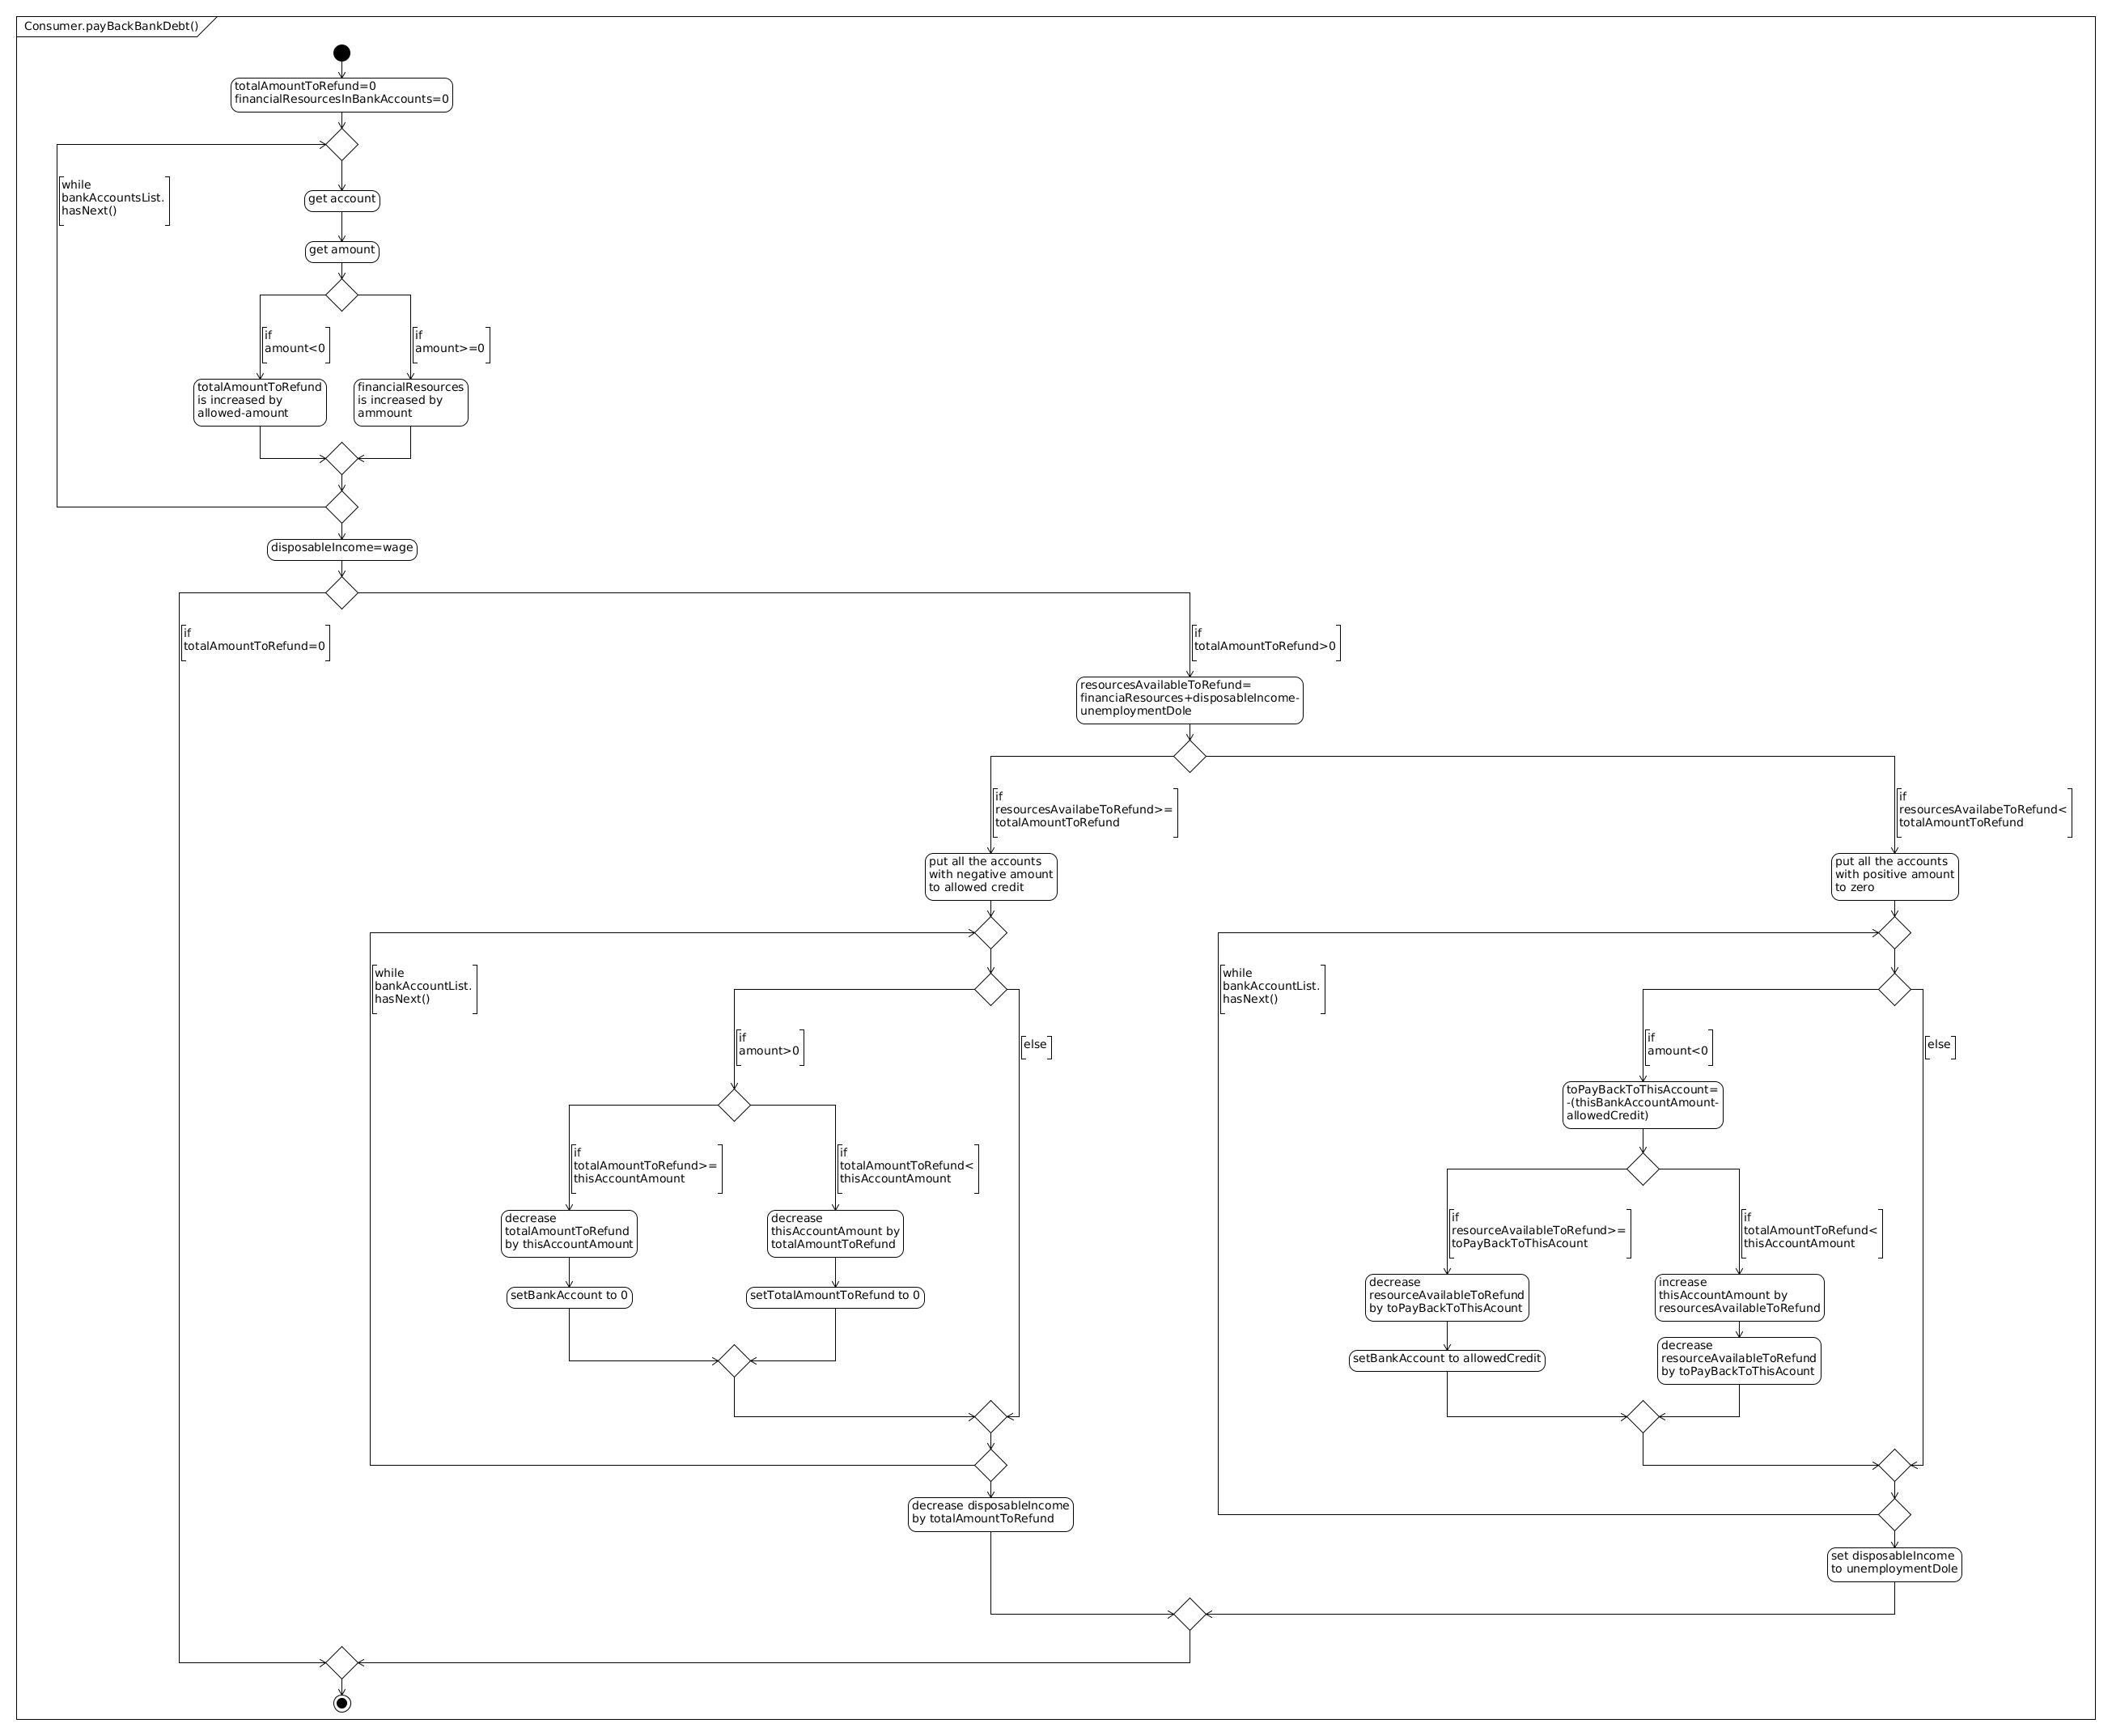 Consumer.payBackBankDebt()
totalAmountToRefund=0
financialResourcesInBankAccounts=0
while
bankAccountsList.
hasNext()
get account
get amount
if
amount<0
if
amount>=0
totalAmountToRefund
is increased by
allowed-amount
financialResources
is increased by
ammount
disposableIncome=wage
if
totalAmountToRefund=0
if
totalAmountToRefund>0
resourcesAvailableToRefund=
financiaResources+disposableIncome-
unemploymentDole
if
resourcesAvailabeToRefund>=
totalAmountToRefund
if
resourcesAvailabeToRefund<
totalAmountToRefund
put all the accounts
with negative amount
to allowed credit
put all the accounts
with positive amount
to zero
while
bankAccountList.
hasNext()
while
bankAccountList.
hasNext()
if
amount>0
else
if
amount<0
else
toPayBackToThisAccount=
-(thisBankAccountAmount-
allowedCredit)
if
totalAmountToRefund>=
thisAccountAmount
if
totalAmountToRefund<
thisAccountAmount
if
resourceAvailableToRefund>=
toPayBackToThisAcount
if
totalAmountToRefund<
thisAccountAmount
decrease
totalAmountToRefund
by thisAccountAmount
decrease
thisAccountAmount by
totalAmountToRefund
setBankAccount to 0
setTotalAmountToRefund to 0
decrease
resourceAvailableToRefund
by toPayBackToThisAcount
increase
thisAccountAmount by
resourcesAvailableToRefund
setBankAccount to allowedCredit
decrease
resourceAvailableToRefund
by toPayBackToThisAcount
decrease disposableIncome
by totalAmountToRefund
set disposableIncome
to unemploymentDole